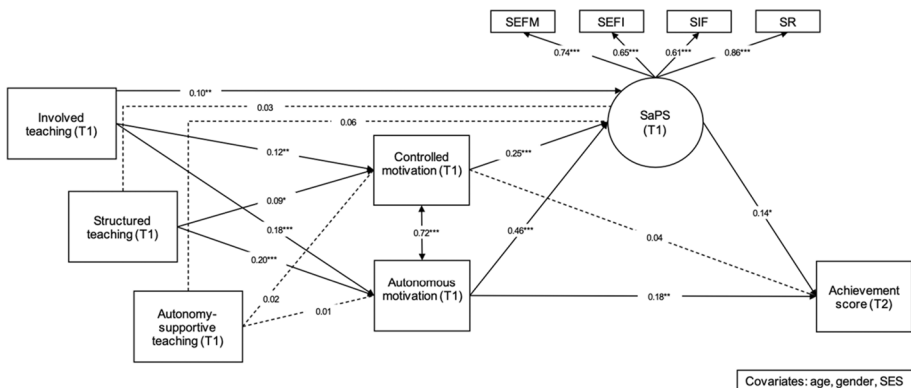 SEFM
SEFI
SIF
SR
0.74***
0.65***
0.61***
0.86***
0.10**
0.03
0.06
Involved
teaching (T1)
SaPS
(T1)
0.12**
Controlled
motivation (T1)
0.25***
0.09*
Structured
teaching (T1)
0.18***
0.20***
0.72***
0.46***
0.14*
0.04
Autonomous
motivation (T1)
0.18**
Achievement
score (T2)
0.02
0.01
Autonomy-
supportive
teaching (T1)
Covariates: age, gender, SES